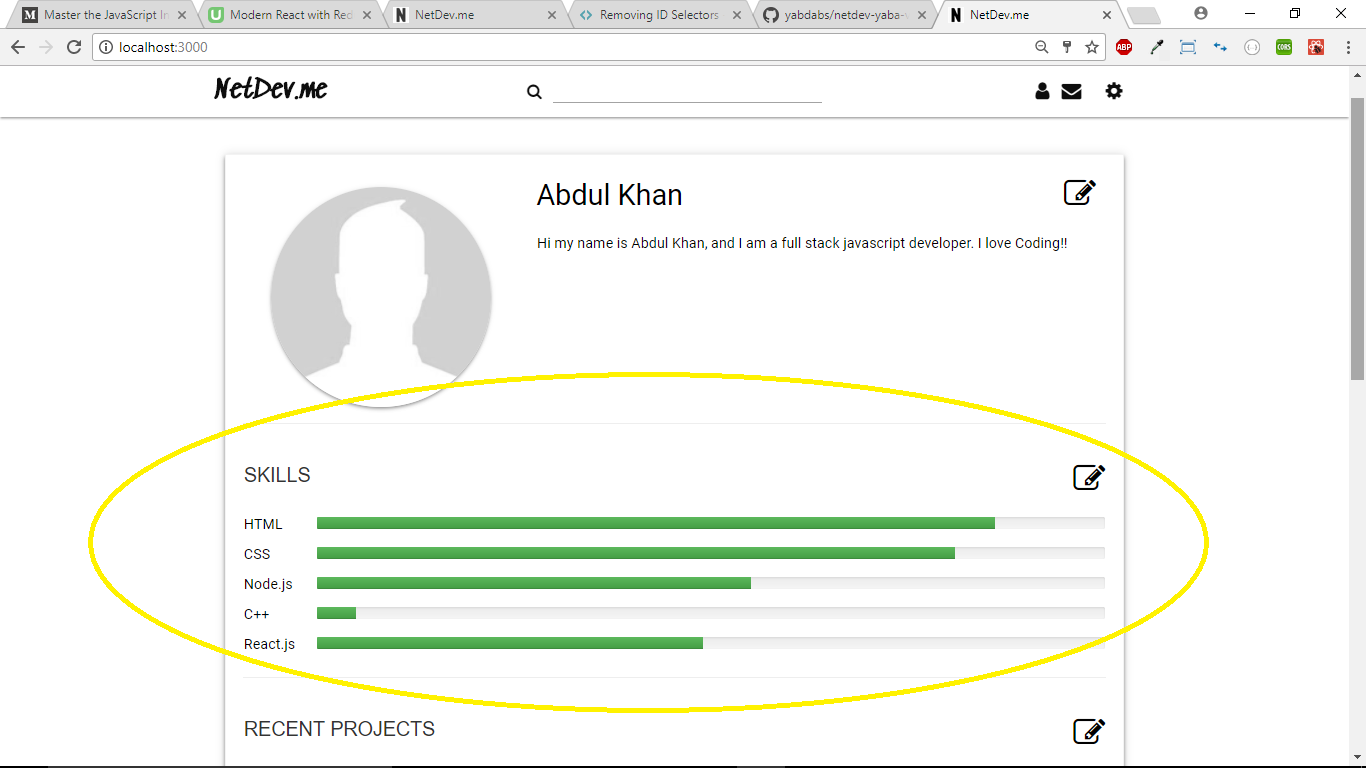 Master the JavaScript In
Modern React with Red
NetDev.me
Removing ID Selectors
yabdabs/netdev-yaba-
NetDev.me
localhost:3000
ABP
CORS
NetDev.me
Abdul Khan
Hi my name is Abdul Khan, and I am a full stack javascript developer. I love Coding!!
SKILLS
HTML
CSS
Node.js
C++
React.js
RECENT PROJECTS